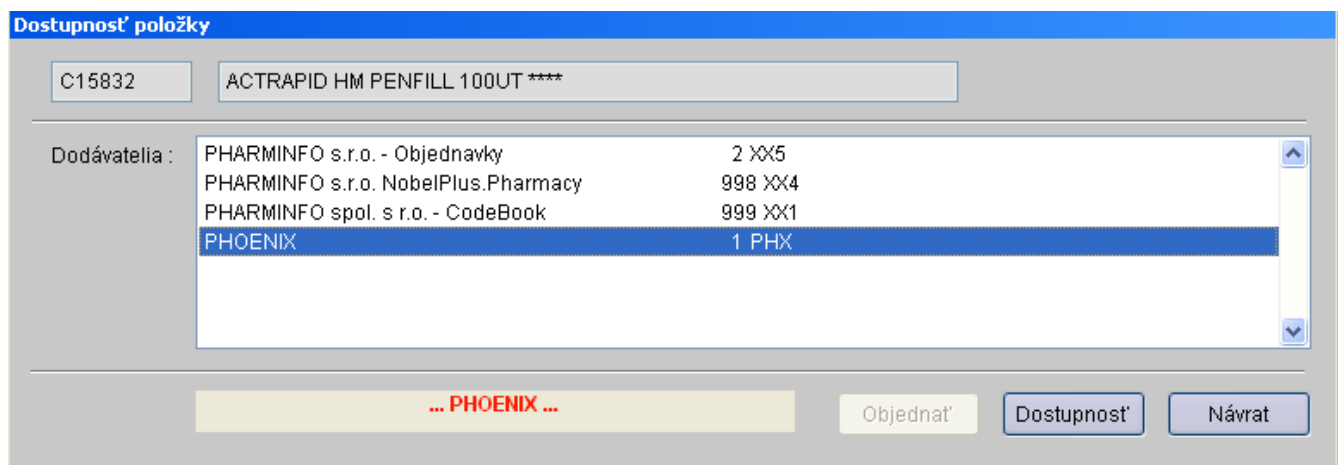 Dostupnosť položky
C15832 ACTRAPID HM PENFILL 100UT ****
Dodávatelia :
PHARMINFO s.r.o. - Objednavky 2 XX5
PHARMINFO s.r.o. NobelPlus.Pharmacy 998 XX4
PHARMINFO spol. s r.o. - CodeBook 999 XX1
PHOENIX 1 PHX
... PHOENIX ...
Objednať Dostupnosť Návrat